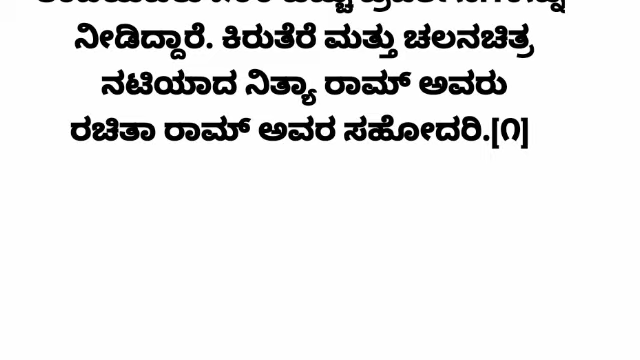 ನೀಡಿದ್ದಾರೆ. ಕಿರುತೆರೆ ಮತ್ತು ಚಲನಚಿತ್ರ
ನಟಿಯಾದ ನಿತ್ಯಾ ರಾಮ್ ಅವರು
ರಚಿತಾ ರಾಮ್ ಅವರ ಸಹೋದರಿ.[೧]